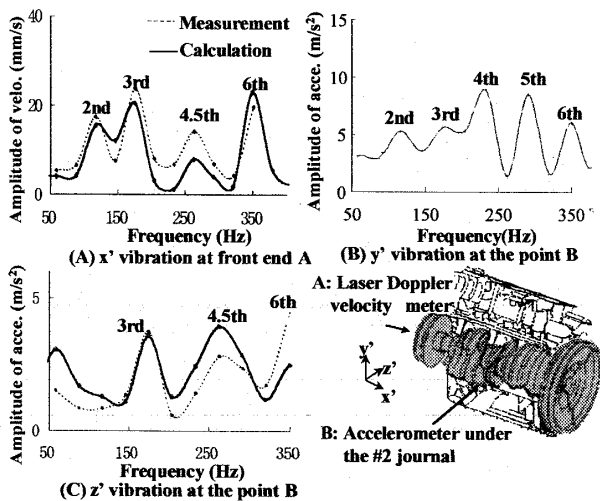 Amplitude of velo. (mm/s)
40
20
0
Measurement
Calculation
2nd
3rd
4.5th
6th
50 150 250 350
Frequency (Hz)
(A) x' vibration at front end A
Amplitude of acce. (m/s²)
15
10
5
0
2nd
3rd
4th
5th
6th
50 150 250 350
Frequency(Hz)
(B) y' vibration at the point B
Amplitude of acce. (m/s²)
5
0
3rd
4.5th
6th
50 150 250 350
Frequency (Hz)
(C) z' vibration at the point B
A: Laser Doppler
velocity meter
y'
z'
x'
B: Accelerometer under
the #2 journal